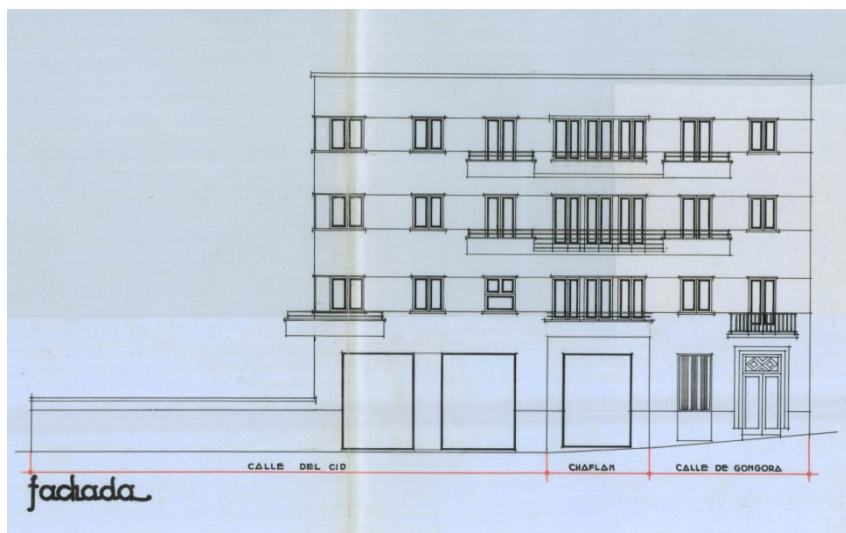 CALLE DEL CID
CHAFLAN
CALLE DE GONGORA
fachada